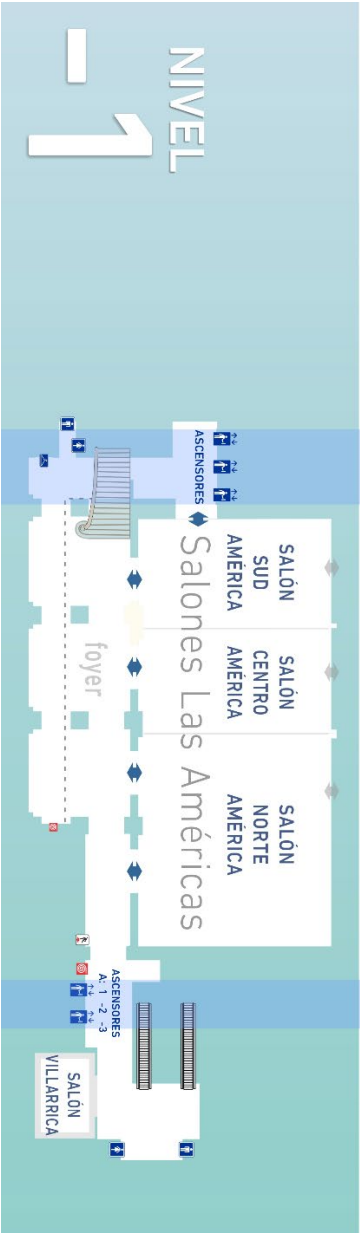 NIVEL
-1
ASCENSORES
SALÓN
SUD
AMÉRICA
SALÓN
CENTRO
AMÉRICA
SALÓN
NORTE
AMÉRICA
Salones Las Américas
foyer
ASCENSORES
A: 1 -2 -3
SALÓN
VILLARRICA